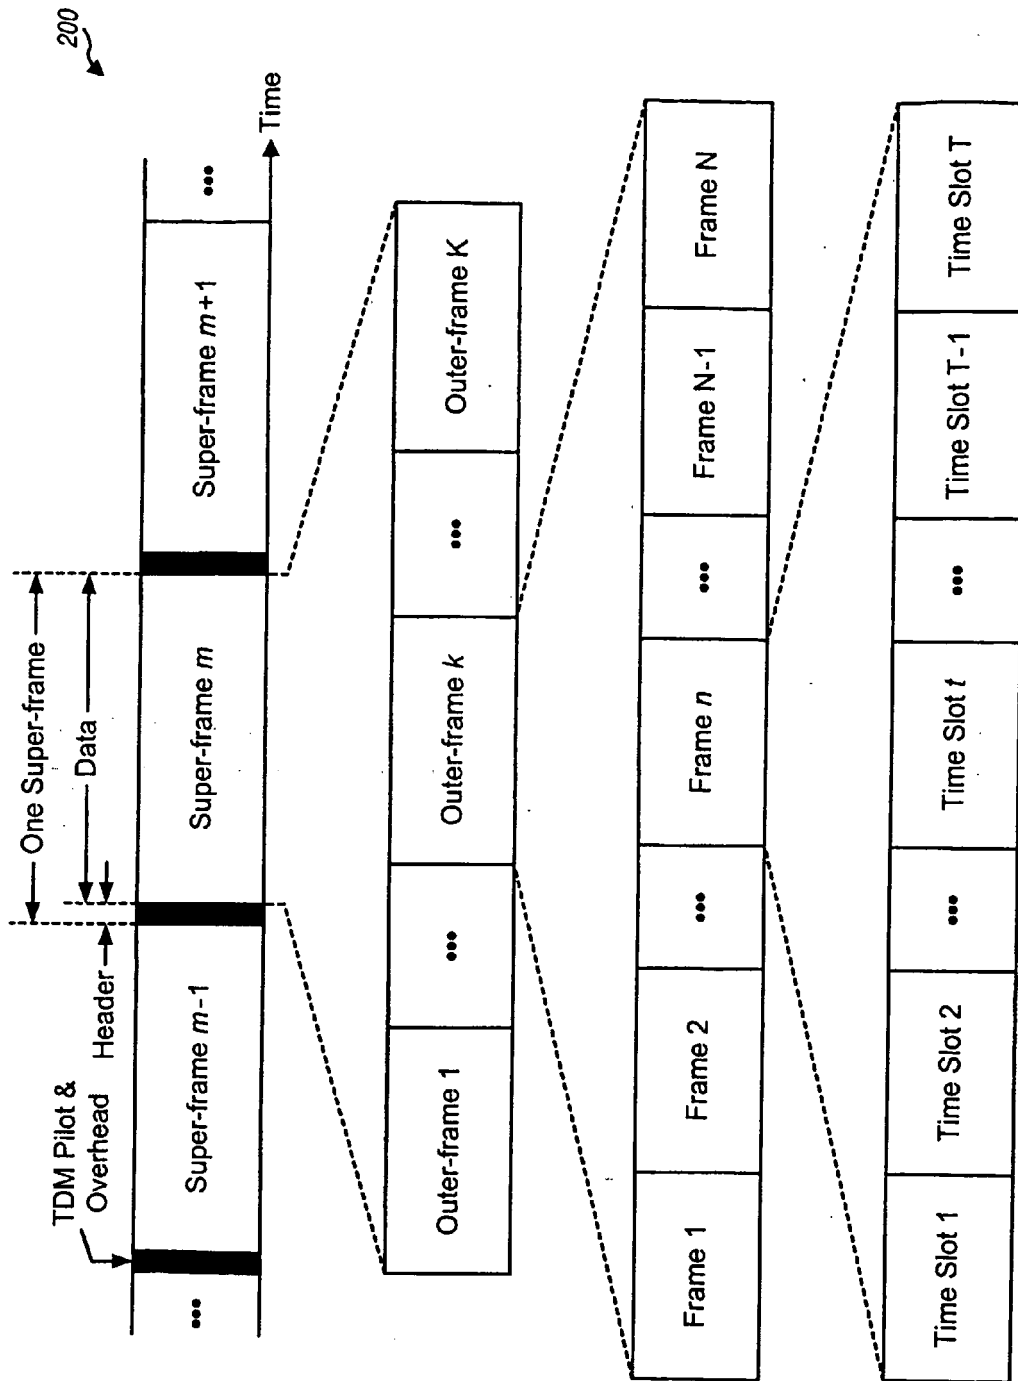 200
One Super-frame
Data
Header
TDM Pilot &
Overhead
•••
Super-frame m-1
Super-frame m
Super-frame m+1
•••
Time
Outer-frame 1
•••
Outer-frame k
•••
Outer-frame K
Frame 1
Frame 2
•••
Frame n
•••
Frame N-1
Frame N
Time Slot 1
Time Slot 2
•••
Time Slot t
•••
Time Slot T-1
Time Slot T